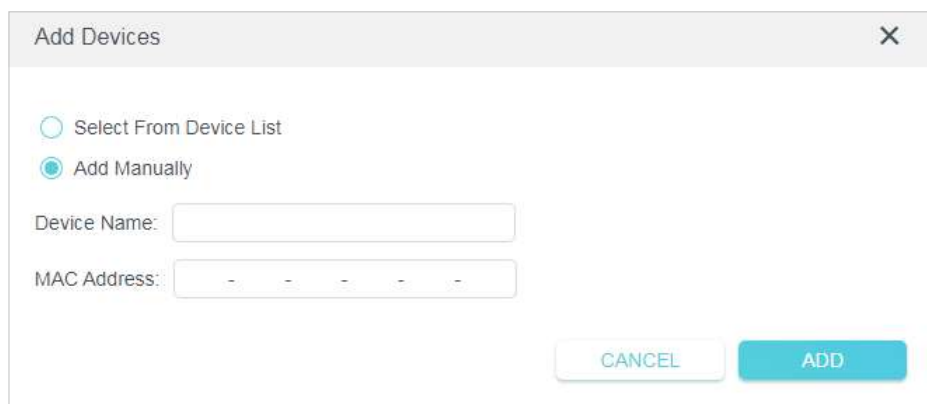 Add Devices
Select From Device List
Add Manually
Device Name:
MAC Address: - - - - -
CANCEL ADD